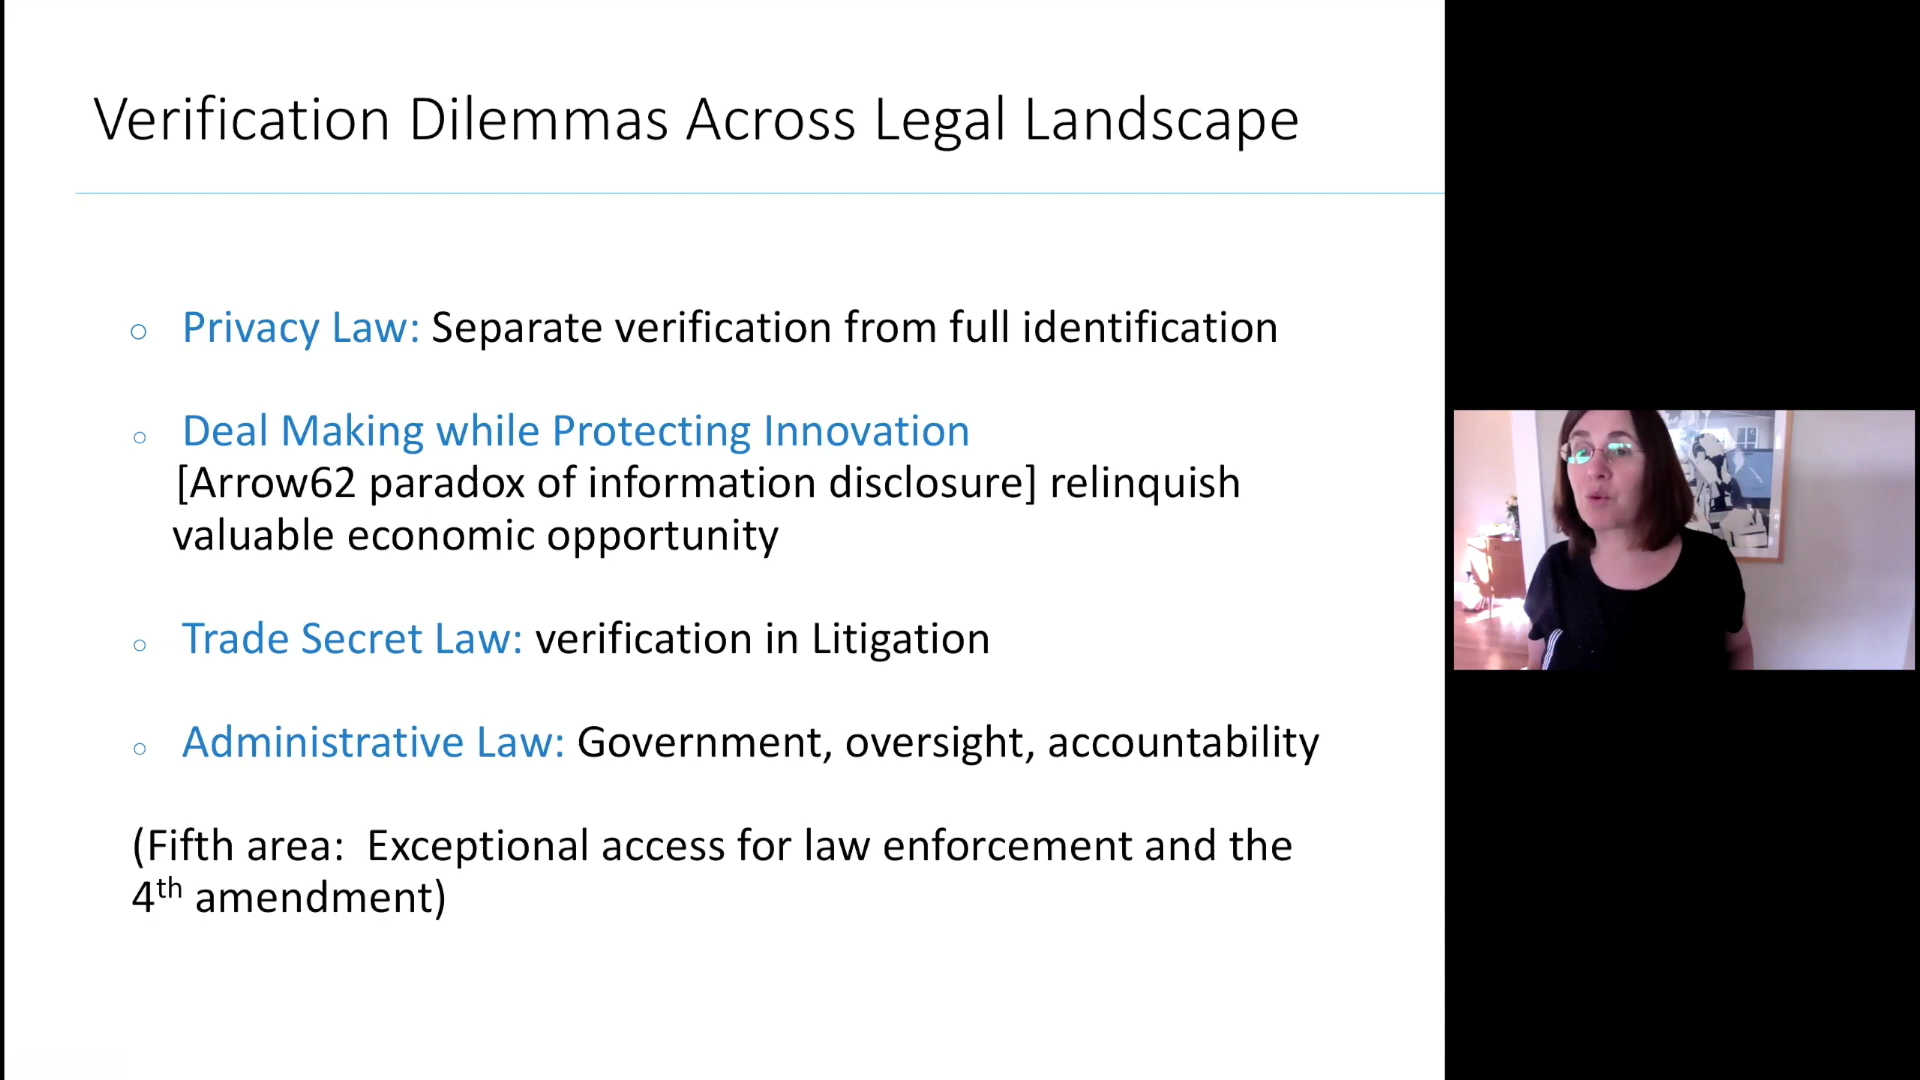 Verification Dilemmas Across Legal Landscape
Privacy Law: Separate verification from full identification
Deal Making while Protecting Innovation
[Arrow62 paradox of information disclosure] relinquish
valuable economic opportunity
Trade Secret Law: verification in Litigation
Administrative Law: Government, oversight, accountability
(Fifth area: Exceptional access for law enforcement and the
4th amendment)